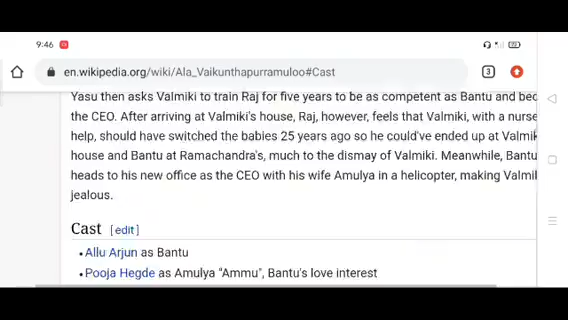 9:46
3
en.wikipedia.org/wiki/Ala_Vaikunthapurramuloo#Cast
Yasu then asks Valmiki to train Raj for five years to be as competent as Bantu and bec
the CEO. After arriving at Valmiki's house, Raj, however, feels that Valmiki, with a nurse
help, should have switched the babies 25 years ago so he could've ended up at Valmik
house and Bantu at Ramachandra's, much to the dismay of Valmiki. Meanwhile, Bantu
heads to his new office as the CEO with his wife Amulya in a helicopter, making Valmil
jealous.
Cast [edit]
• Allu Arjun as Bantu
• Pooja Hegde as Amulya "Ammu", Bantu's love interest